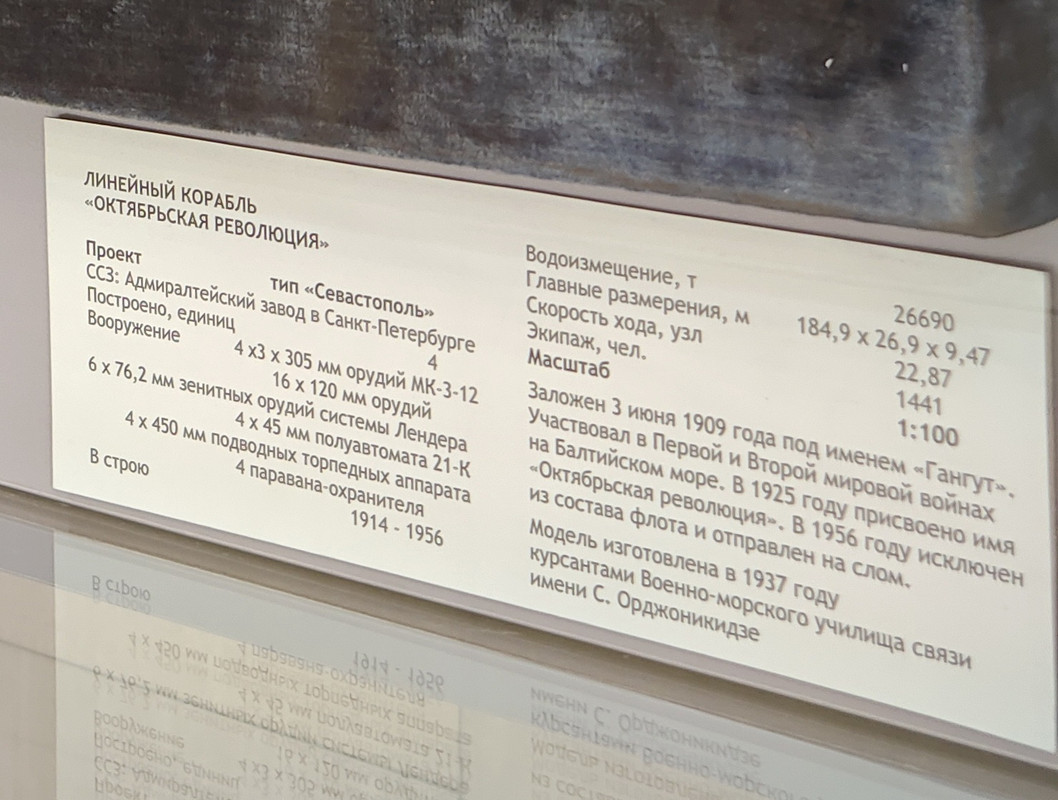 ЛИНЕЙНЫЙ КОРАБЛЬ
«ОКТЯБРЬСКАЯ РЕВОЛЮЦИЯ»
Проект тип «Севастополь»
ССЗ: Адмиралтейский завод в Санкт-Петербурге
Построено, единиц 4
Вооружение 4 х3 х 305 мм орудий МК-3-12
16 х 120 мм орудий
6 х 76,2 мм зенитных орудий системы Лендера
4 х 45 мм полуавтомата 21-К
4 х 450 мм подводных торпедных аппарата
4 паравана-охранителя
В строю 1914 - 1956
Водоизмещение, т 26690
Главные размерения, м 184,9 х 26,9 х 9,47
Скорость хода, узл 22,87
Экипаж, чел. 1441
Масштаб 1:100
Заложен 3 июня 1909 года под именем «Гангут».
Участвовал в Первой и Второй мировой войнах
на Балтийском море. В 1925 году присвоено имя
«Октябрьская революция». В 1956 году исключен
из состава флота и отправлен на слом.
Модель изготовлена в 1937 году
курсантами Военно-морского училища связи
имени С. Орджоникидзе